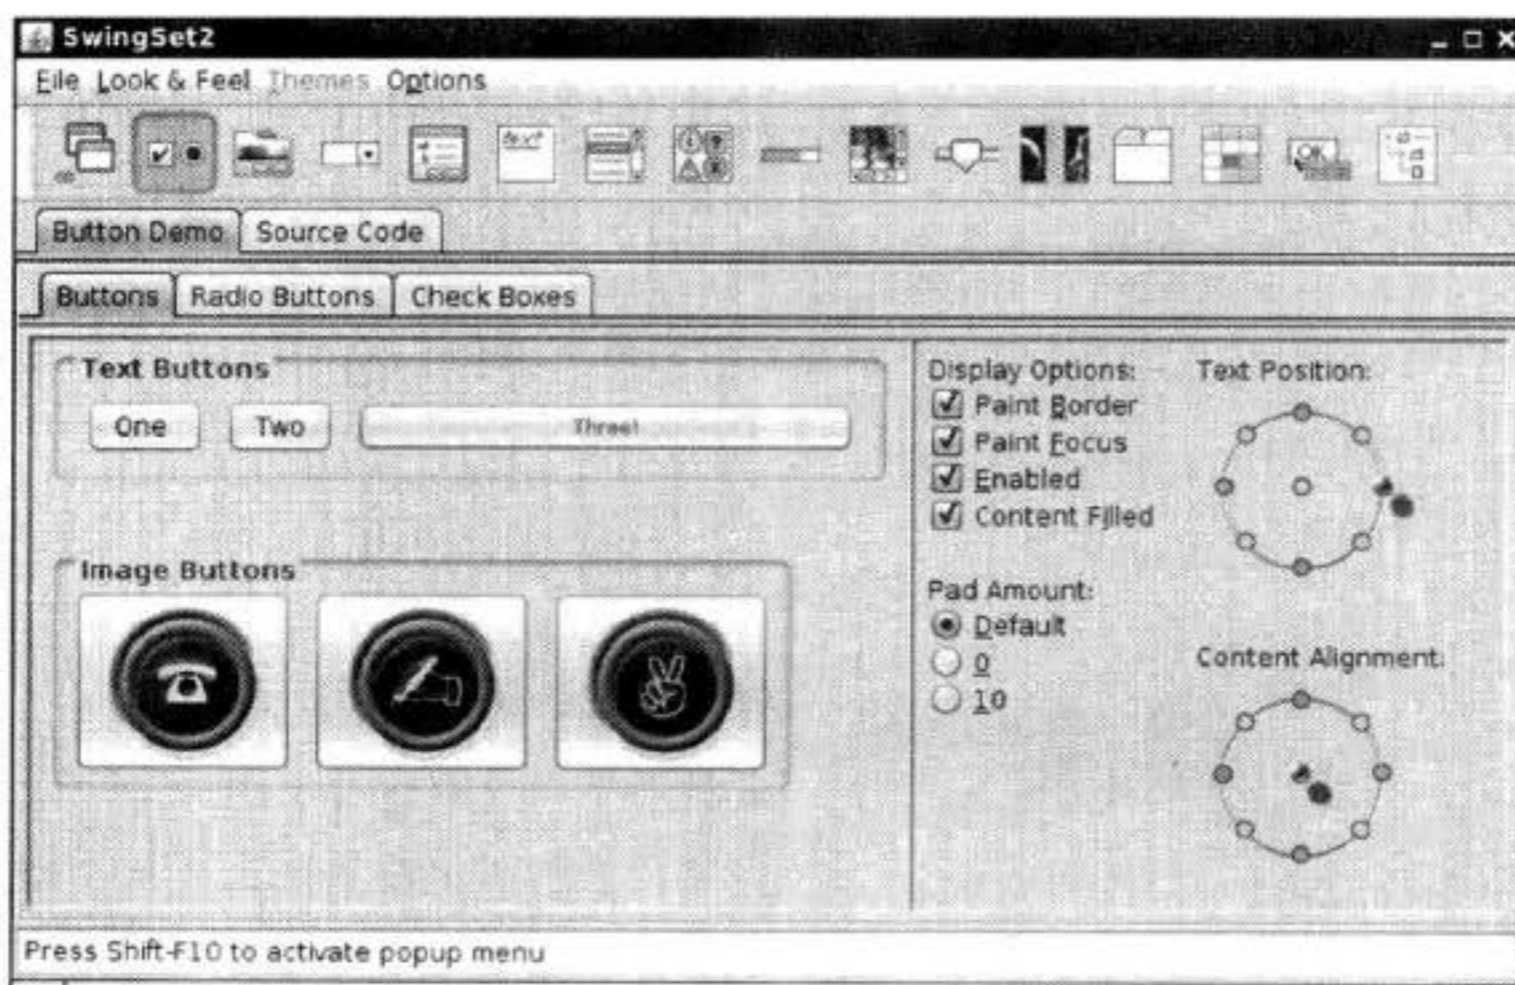 SwingSet2
File Look & Feel Themes Options
Button Demo Source Code
Buttons Radio Buttons Check Boxes
Text Buttons
One Two Three!
Image Buttons
Display Options:
Paint Border
Paint Focus
Enabled
Content Filled
Pad Amount:
Default
0
10
Text Position:
Content Alignment:
Press Shift-F10 to activate popup menu